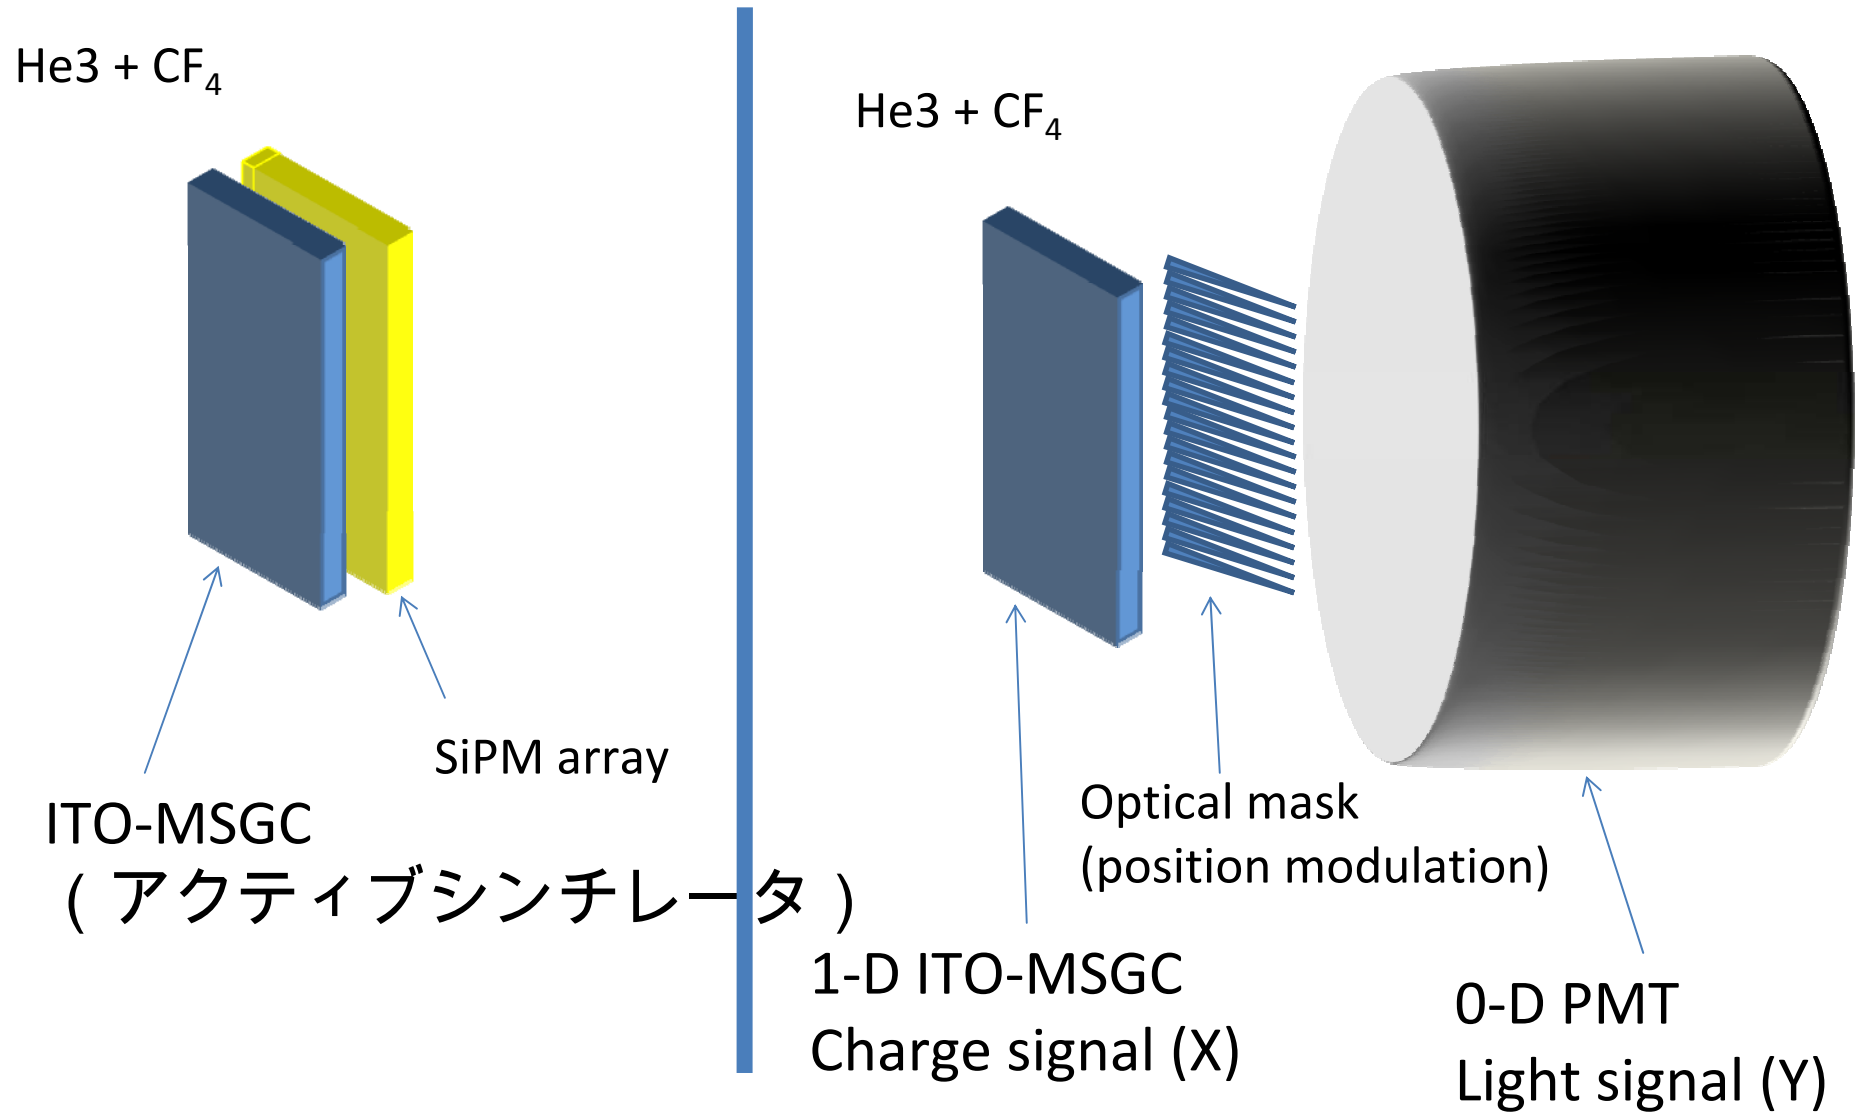 He3 + CF₄
SiPM array
ITO-MSGC
( アクティブシンチレータ )
He3 + CF₄
Optical mask
(position modulation)
1-D ITO-MSGC
Charge signal (X)
0-D PMT
Light signal (Y)